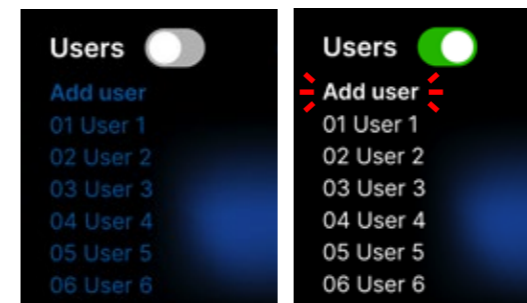 Users
Add user
01 User 1
02 User 2
03 User 3
04 User 4
05 User 5
06 User 6
Users
Add user
01 User 1
02 User 2
03 User 3
04 User 4
05 User 5
06 User 6